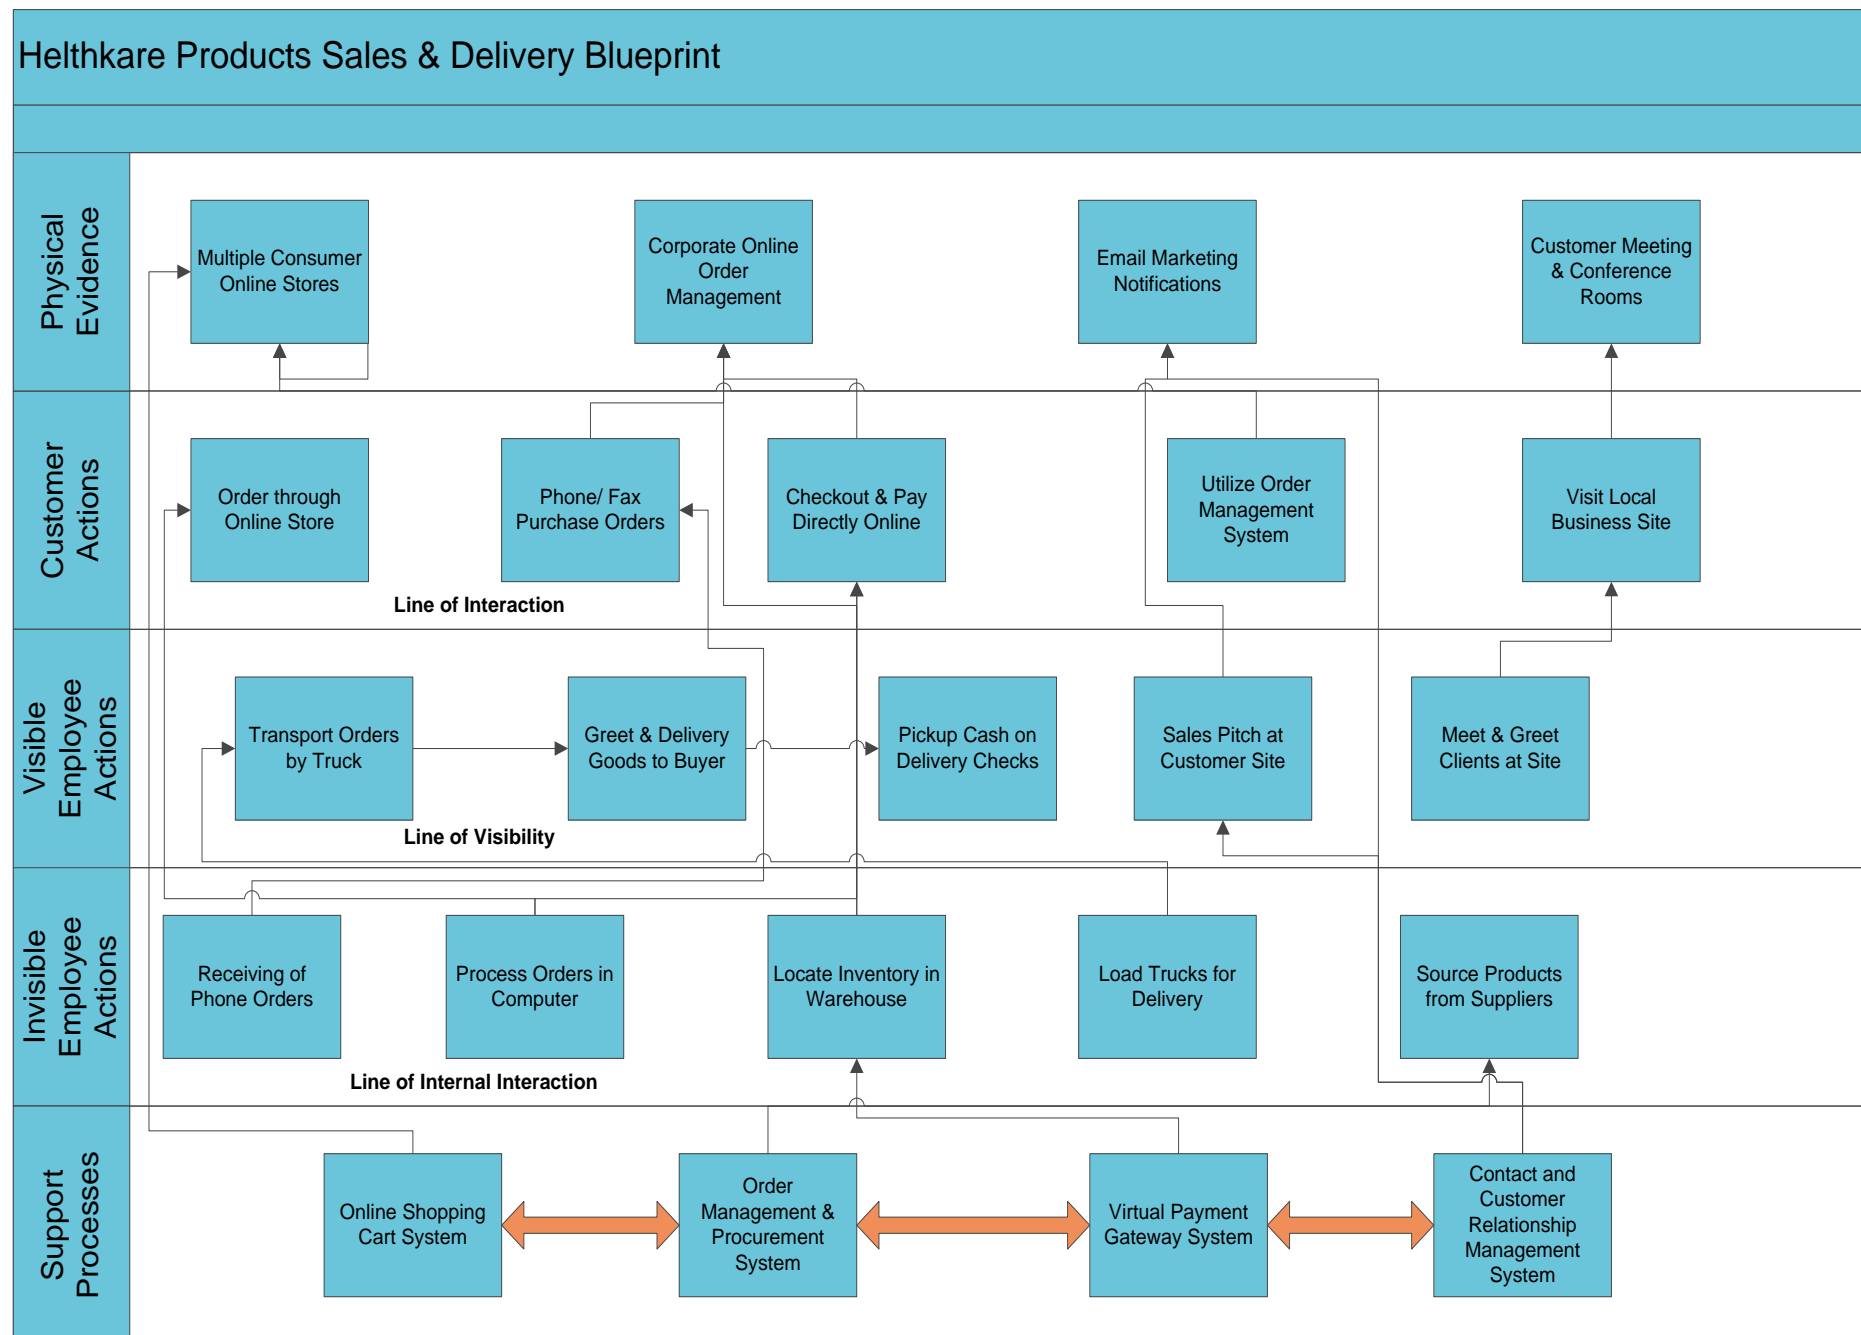 Helthkare Products Sales & Delivery Blueprint
Physical
Evidence
Multiple Consumer
Online Stores
Corporate Online
Order
Management
Email Marketing
Notifications
Customer Meeting
& Conference
Rooms
Customer
Actions
Order through
Online Store
Phone/ Fax
Purchase Orders
Checkout & Pay
Directly Online
Utilize Order
Management
System
Visit Local
Business Site
Line of Interaction
Visible
Employee
Actions
Transport Orders
by Truck
Greet & Delivery
Goods to Buyer
Pickup Cash on
Delivery Checks
Sales Pitch at
Customer Site
Meet & Greet
Clients at Site
Line of Visibility
Invisible
Employee
Actions
Receiving of
Phone Orders
Process Orders in
Computer
Locate Inventory in
Warehouse
Load Trucks for
Delivery
Source Products
from Suppliers
Line of Internal Interaction
Support
Processes
Online Shopping
Cart System
Order
Management &
Procurement
System
Virtual Payment
Gateway System
Contact and
Customer
Relationship
Management
System